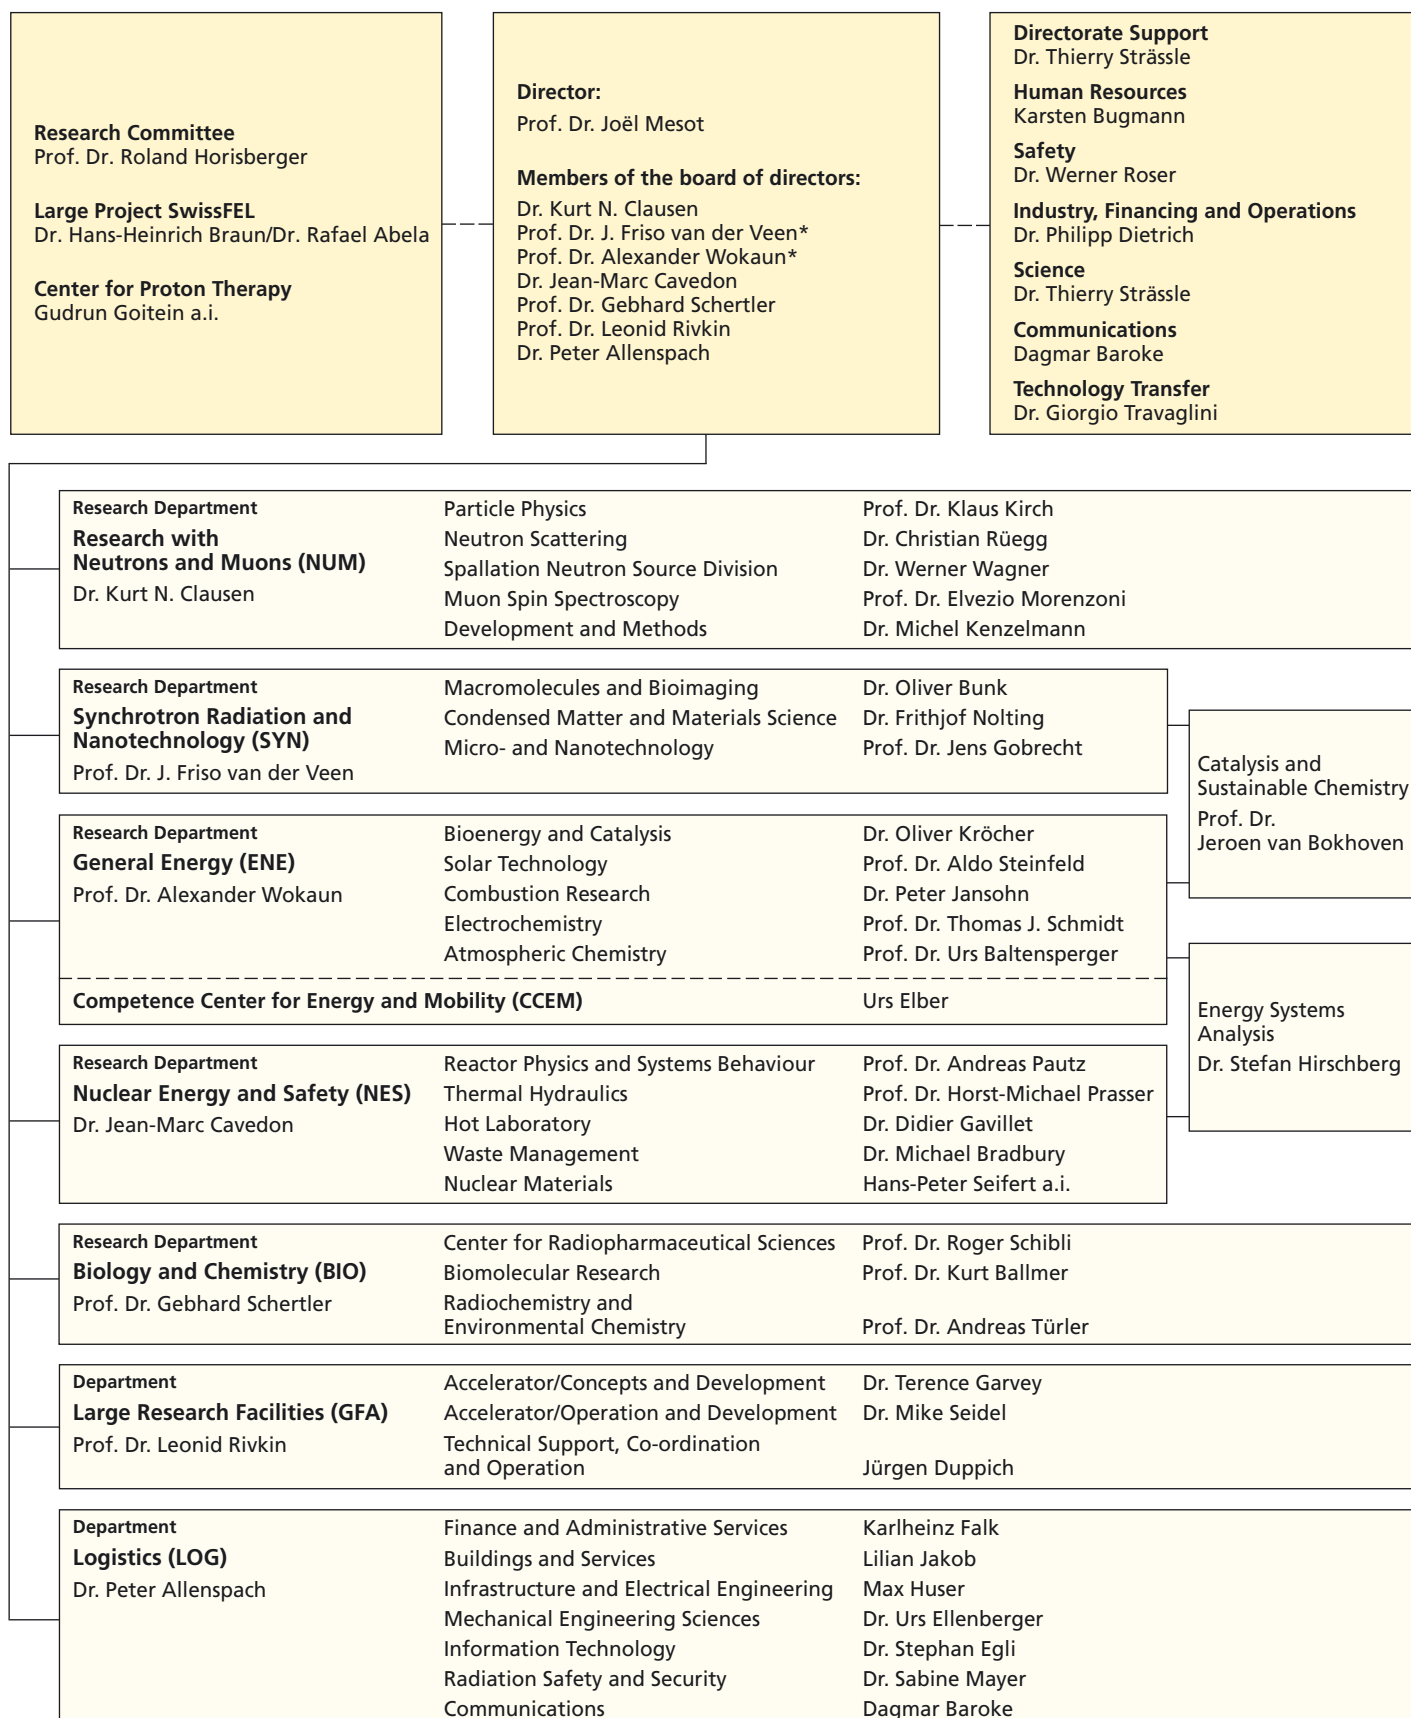 Research Committee
Prof. Dr. Roland Horisberger
Large Project SwissFEL
Dr. Hans-Heinrich Braun/Dr. Rafael Abela
Center for Proton Therapy
Gudrun Goitein a.i.
Director:
Prof. Dr. Joël Mesot
Members of the board of directors:
Dr. Kurt N. Clausen
Prof. Dr. J. Friso van der Veen*
Prof. Dr. Alexander Wokaun*
Dr. Jean-Marc Cavedon
Prof. Dr. Gebhard Schertler
Prof. Dr. Leonid Rivkin
Dr. Peter Allenspach
Directorate Support
Dr. Thierry Strässle
Human Resources
Karsten Bugmann
Safety
Dr. Werner Roser
Industry, Financing and Operations
Dr. Philipp Dietrich
Science
Dr. Thierry Strässle
Communications
Dagmar Baroke
Technology Transfer
Dr. Giorgio Travaglini
Research Department
Research with
Neutrons and Muons (NUM)
Dr. Kurt N. Clausen
Particle Physics Prof. Dr. Klaus Kirch
Neutron Scattering Dr. Christian Rüegg
Spallation Neutron Source Division Dr. Werner Wagner
Muon Spin Spectroscopy Prof. Dr. Elvezio Morenzoni
Development and Methods Dr. Michel Kenzelmann
Research Department
Synchrotron Radiation and
Nanotechnology (SYN)
Prof. Dr. J. Friso van der Veen
Macromolecules and Bioimaging Dr. Oliver Bunk
Condensed Matter and Materials Science Dr. Frithjof Nolting
Micro- and Nanotechnology Prof. Dr. Jens Gobrecht
Catalysis and
Sustainable Chemistry
Prof. Dr.
Jeroen van Bokhoven
Research Department
General Energy (ENE)
Prof. Dr. Alexander Wokaun
Bioenergy and Catalysis Dr. Oliver Kröcher
Solar Technology Prof. Dr. Aldo Steinfeld
Combustion Research Dr. Peter Jansohn
Electrochemistry Prof. Dr. Thomas J. Schmidt
Atmospheric Chemistry Prof. Dr. Urs Baltensperger
Competence Center for Energy and Mobility (CCEM) Urs Elber
Energy Systems
Analysis
Dr. Stefan Hirschberg
Research Department
Nuclear Energy and Safety (NES)
Dr. Jean-Marc Cavedon
Reactor Physics and Systems Behaviour Prof. Dr. Andreas Pautz
Thermal Hydraulics Prof. Dr. Horst-Michael Prasser
Hot Laboratory Dr. Didier Gavillet
Waste Management Dr. Michael Bradbury
Nuclear Materials Hans-Peter Seifert a.i.
Research Department
Biology and Chemistry (BIO)
Prof. Dr. Gebhard Schertler
Center for Radiopharmaceutical Sciences Prof. Dr. Roger Schibli
Biomolecular Research Prof. Dr. Kurt Ballmer
Radiochemistry and
Environmental Chemistry Prof. Dr. Andreas Türler
Department
Large Research Facilities (GFA)
Prof. Dr. Leonid Rivkin
Accelerator/Concepts and Development Dr. Terence Garvey
Accelerator/Operation and Development Dr. Mike Seidel
Technical Support, Co-ordination
and Operation Jürgen Duppich
Department
Logistics (LOG)
Dr. Peter Allenspach
Finance and Administrative Services Karlheinz Falk
Buildings and Services Lilian Jakob
Infrastructure and Electrical Engineering Max Huser
Mechanical Engineering Sciences Dr. Urs Ellenberger
Information Technology Dr. Stephan Egli
Radiation Safety and Security Dr. Sabine Mayer
Communications Dagmar Baroke